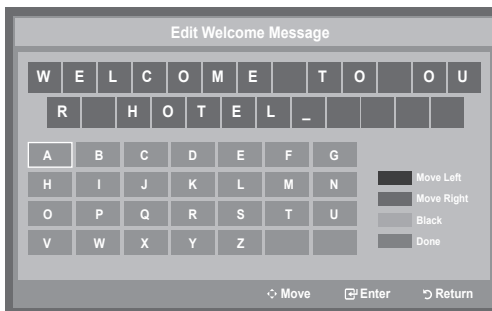 Edit Welcome Message
W E L C O M E   T O   O U
R   H O T E L _
A B C D E F G
H I J K L M N
O P Q R S T U
V W X Y Z
Move Left
Move Right
Black
Done
Move Enter Return